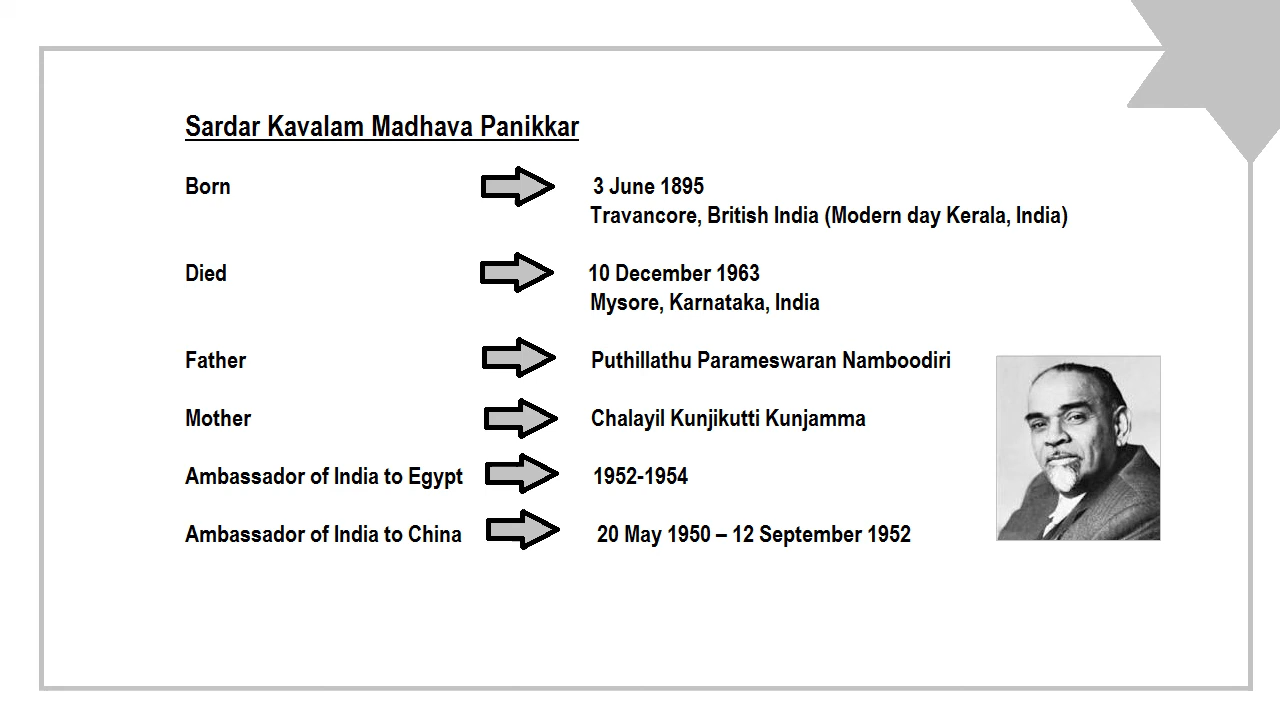 Sardar Kavalam Madhava Panikkar
Born 3 June 1895
Travancore, British India (Modern day Kerala, India)
Died 10 December 1963
Mysore, Karnataka, India
Father Puthillathu Parameswaran Namboodiri
Mother Chalayil Kunjikutti Kunjamma
Ambassador of India to Egypt 1952-1954
Ambassador of India to China 20 May 1950 – 12 September 1952